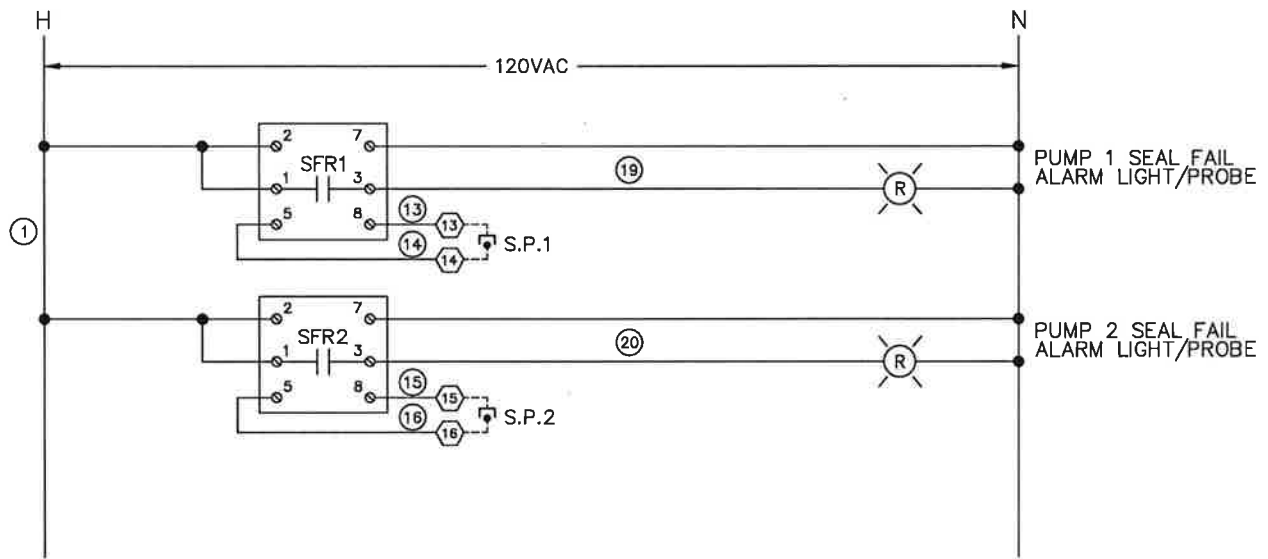 H
N
120VAC
2
7
SFR1
1
3
19
R
PUMP 1 SEAL FAIL
ALARM LIGHT/PROBE
5
8
13
13
1
14
14
S.P.1
2
7
SFR2
1
3
20
R
PUMP 2 SEAL FAIL
ALARM LIGHT/PROBE
5
8
15
15
16
16
S.P.2